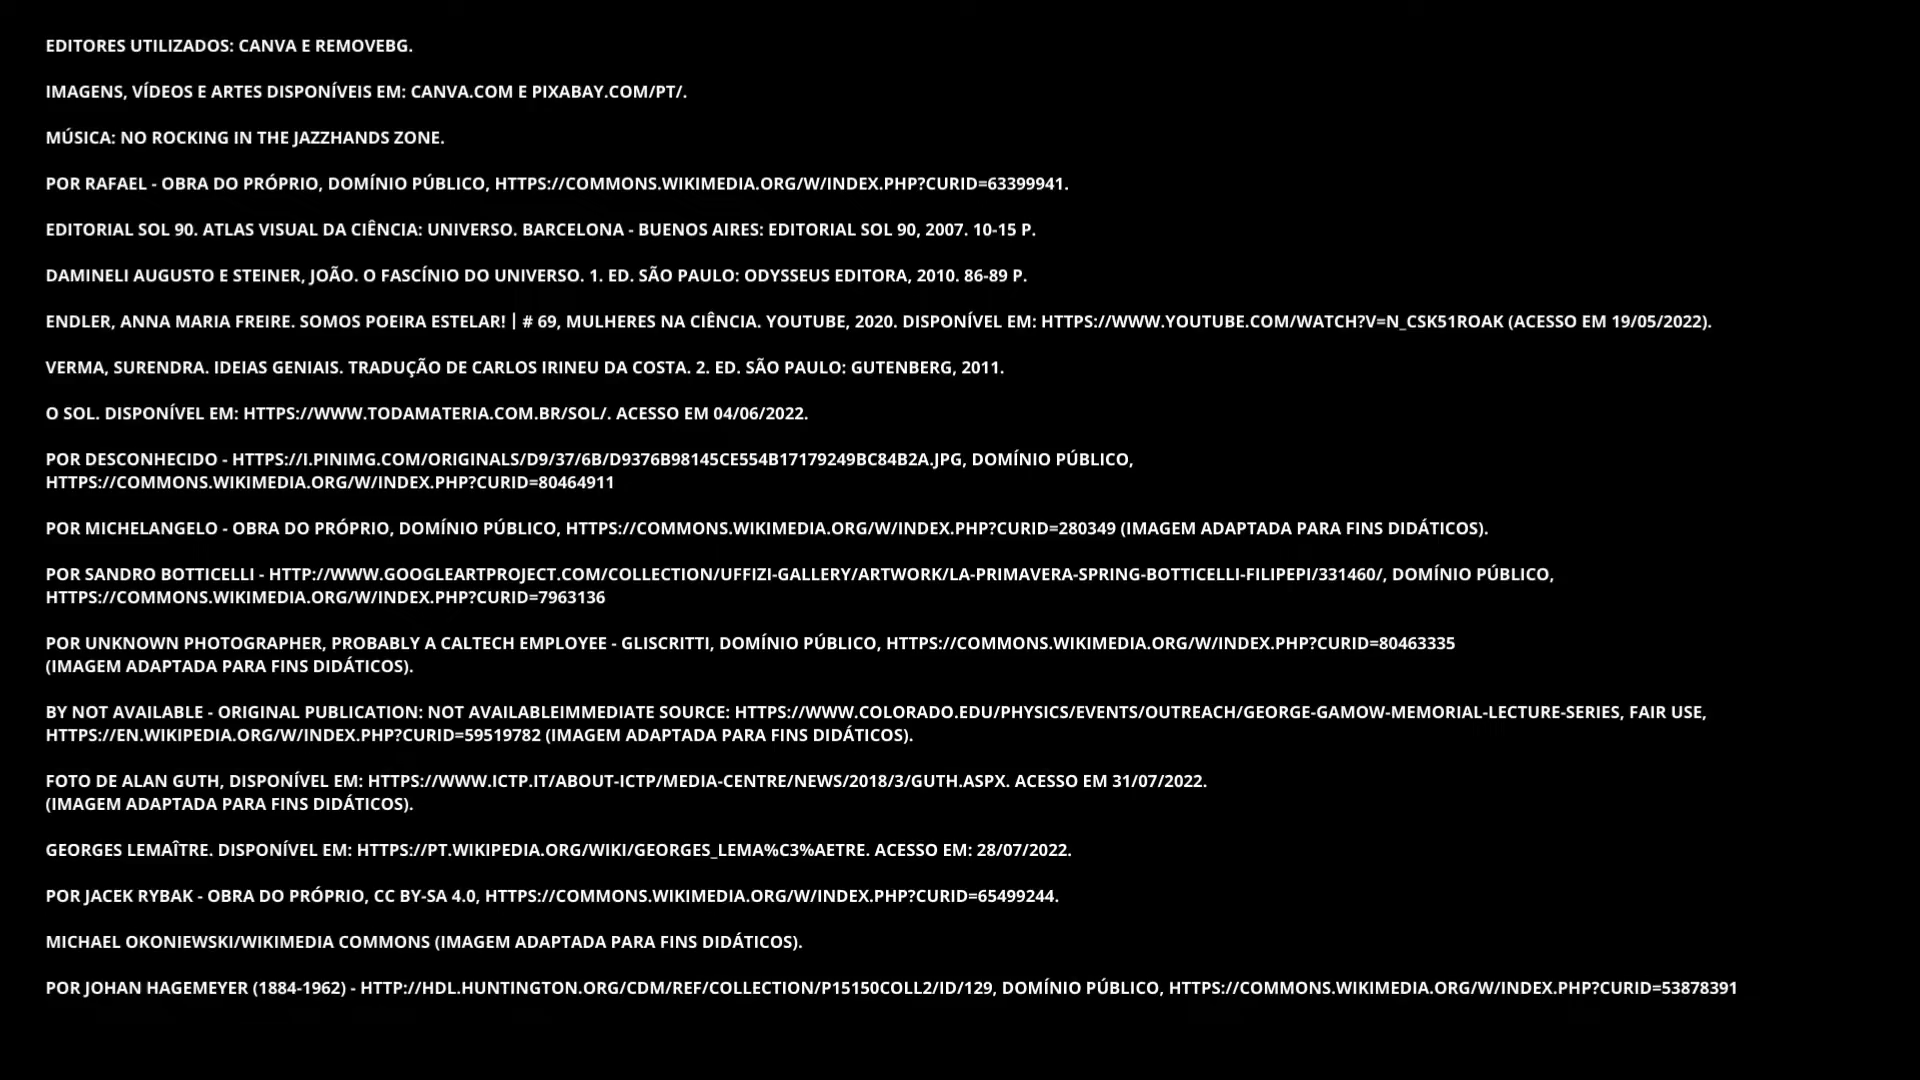 EDITORES UTILIZADOS: CANVA E REMOVEBG.
IMAGENS, VÍDEOS E ARTES DISPONÍVEIS EM: CANVA.COM E PIXABAY.COM/PT/.
MÚSICA: NO ROCKING IN THE JAZZHANDS ZONE.
POR RAFAEL - OBRA DO PRÓPRIO, DOMÍNIO PÚBLICO, HTTPS://COMMONS.WIKIMEDIA.ORG/W/INDEX.PHP?CURID=63399941.
EDITORIAL SOL 90. ATLAS VISUAL DA CIÊNCIA: UNIVERSO. BARCELONA - BUENOS AIRES: EDITORIAL SOL 90, 2007. 10-15 P.
DAMINELI AUGUSTO E STEINER, JOÃO. O FASCÍNIO DO UNIVERSO. 1. ED. SÃO PAULO: ODYSSEUS EDITORA, 2010. 86-89 P.
ENDLER, ANNA MARIA FREIRE. SOMOS POEIRA ESTELAR! | # 69, MULHERES NA CIÊNCIA. YOUTUBE, 2020. DISPONÍVEL EM: HTTPS://WWW.YOUTUBE.COM/WATCH?V=N_CSK51ROAK (ACESSO EM 19/05/2022).
VERMA, SURENDRA. IDEIAS GENIAIS. TRADUÇÃO DE CARLOS IRINEU DA COSTA. 2. ED. SÃO PAULO: GUTENBERG, 2011.
O SOL. DISPONÍVEL EM: HTTPS://WWW.TODAMATERIA.COM.BR/SOL/. ACESSO EM 04/06/2022.
POR DESCONHECIDO - HTTPS://I.PINIMG.COM/ORIGINALS/D9/37/6B/D9376B98145CE554B17179249BC84B2A.JPG, DOMÍNIO PÚBLICO,
HTTPS://COMMONS.WIKIMEDIA.ORG/W/INDEX.PHP?CURID=80464911
POR MICHELANGELO - OBRA DO PRÓPRIO, DOMÍNIO PÚBLICO, HTTPS://COMMONS.WIKIMEDIA.ORG/W/INDEX.PHP?CURID=280349 (IMAGEM ADAPTADA PARA FINS DIDÁTICOS).
POR SANDRO BOTTICELLI - HTTP://WWW.GOOGLEARTPROJECT.COM/COLLECTION/UFFIZI-GALLERY/ARTWORK/LA-PRIMAVERA-SPRING-BOTTICELLI-FILIPEPI/331460/, DOMÍNIO PÚBLICO,
HTTPS://COMMONS.WIKIMEDIA.ORG/W/INDEX.PHP?CURID=7963136
POR UNKNOWN PHOTOGRAPHER, PROBABLY A CALTECH EMPLOYEE - GLISCRITTI, DOMÍNIO PÚBLICO, HTTPS://COMMONS.WIKIMEDIA.ORG/W/INDEX.PHP?CURID=80463335
(IMAGEM ADAPTADA PARA FINS DIDÁTICOS).
BY NOT AVAILABLE - ORIGINAL PUBLICATION: NOT AVAILABLEIMMEDIATE SOURCE: HTTPS://WWW.COLORADO.EDU/PHYSICS/EVENTS/OUTREACH/GEORGE-GAMOW-MEMORIAL-LECTURE-SERIES, FAIR USE,
HTTPS://EN.WIKIPEDIA.ORG/W/INDEX.PHP?CURID=59519782 (IMAGEM ADAPTADA PARA FINS DIDÁTICOS).
FOTO DE ALAN GUTH, DISPONÍVEL EM: HTTPS://WWW.ICTP.IT/ABOUT-ICTP/MEDIA-CENTRE/NEWS/2018/3/GUTH.ASPX. ACESSO EM 31/07/2022.
(IMAGEM ADAPTADA PARA FINS DIDÁTICOS).
GEORGES LEMAÎTRE. DISPONÍVEL EM: HTTPS://PT.WIKIPEDIA.ORG/WIKI/GEORGES_LEMA%C3%AETRE. ACESSO EM: 28/07/2022.
POR JACEK RYBAK - OBRA DO PRÓPRIO, CC BY-SA 4.0, HTTPS://COMMONS.WIKIMEDIA.ORG/W/INDEX.PHP?CURID=65499244.
MICHAEL OKONIEWSKI/WIKIMEDIA COMMONS (IMAGEM ADAPTADA PARA FINS DIDÁTICOS).
POR JOHAN HAGEMEYER (1884-1962) - HTTP://HDL.HUNTINGTON.ORG/CDM/REF/COLLECTION/P15150COLL2/ID/129, DOMÍNIO PÚBLICO, HTTPS://COMMONS.WIKIMEDIA.ORG/W/INDEX.PHP?CURID=53878391